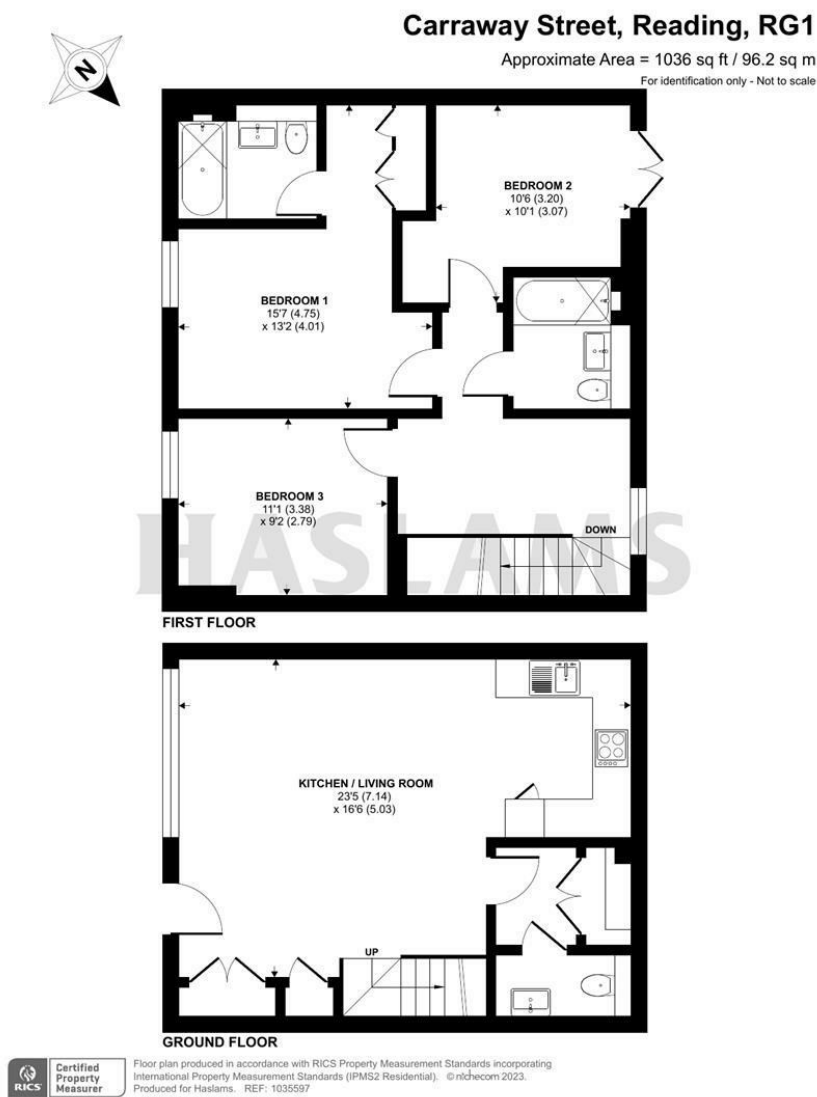 Carraway Street, Reading, RG1
Approximate Area = 1036 sq ft / 96.2 sq m
For identification only - Not to scale
N
BEDROOM 2
10'6 (3.20)
x 10'1 (3.07)
BEDROOM 1
15'7 (4.75)
x 13'2 (4.01)
BEDROOM 3
11'1 (3.38)
x 9'2 (2.79)
DOWN
HASLAMS
FIRST FLOOR
KITCHEN / LIVING ROOM
23'5 (7.14)
x 16'6 (5.03)
UP
GROUND FLOOR
RICS
Certified
Property
Measurer
Floor plan produced in accordance with RICS Property Measurement Standards incorporating
International Property Measurement Standards (IPMS2 Residential). © nichecom 2023.
Produced for Haslams. REF: 1035597